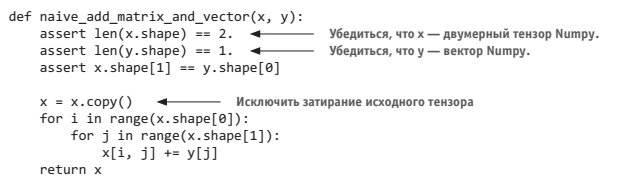 def naive_add_matrix_and_vector(x, y):
    assert len(x.shape) == 2. Убедиться, что x — двумерный тензор Numpy.
    assert len(y.shape) == 1. Убедиться, что y — вектор Numpy.
    assert x.shape[1] == y.shape[0]
    x = x.copy() Исключить затирание исходного тензора
    for i in range(x.shape[0]):
        for j in range(x.shape[1]):
            x[i, j] += y[j]
    return x